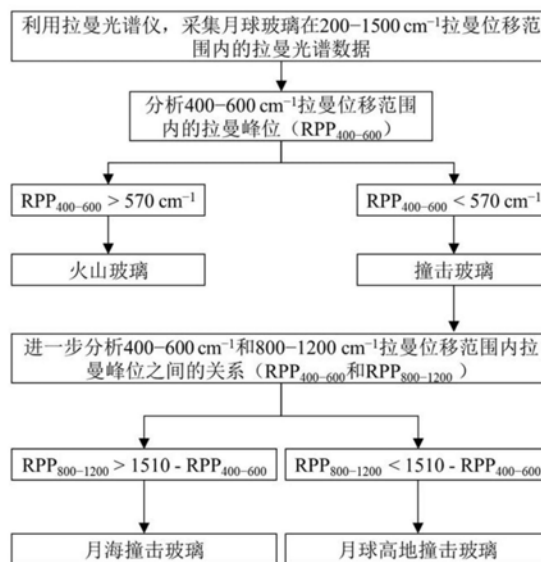 利用拉曼光谱仪，采集月球玻璃在200−1500 cm⁻¹拉曼位移范
围内的拉曼光谱数据
分析400−600 cm⁻¹拉曼位移范围
内的拉曼峰位（RPP₄₀₀₋₆₀₀）
RPP₄₀₀₋₆₀₀ > 570 cm⁻¹
RPP₄₀₀₋₆₀₀ < 570 cm⁻¹
火山玻璃
撞击玻璃
进一步分析400−600 cm⁻¹和800−1200 cm⁻¹拉曼位移范围内拉
曼峰位之间的关系（RPP₄₀₀₋₆₀₀和RPP₈₀₀₋₁₂₀₀）
RPP₈₀₀₋₁₂₀₀ > 1510 - RPP₄₀₀₋₆₀₀
RPP₈₀₀₋₁₂₀₀ < 1510 - RPP₄₀₀₋₆₀₀
月海撞击玻璃
月球高地撞击玻璃